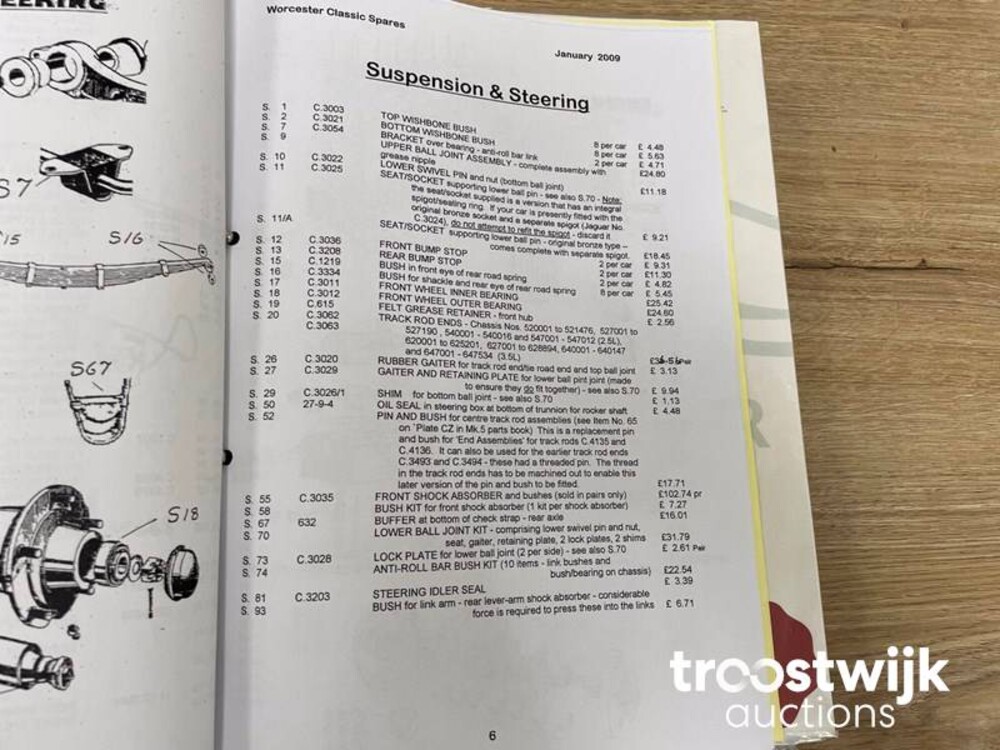 EERING
S7
S15
S16
S67
S18
Worcester Classic Spares
January 2009
Suspension & Steering
S. 1 C.3003 TOP WISHBONE BUSH 8 per car £ 4.48
S. 2 C.3021 BOTTOM WISHBONE BUSH 8 per car £ 5.63
S. 7 C.3054 BRACKET over bearing - anti-roll bar link 2 per car £ 4.71
S. 9 UPPER BALL JOINT ASSEMBLY - complete assembly with £24.80
grease nipple
S. 10 C.3022 LOWER SWIVEL PIN and nut (bottom ball joint) £11.18
S. 11 C.3025 SEAT/SOCKET supporting lower ball pin - see also S.70 - Note:
the seat/socket supplied is a version that has an integral
spigot/seating ring. If your car is presently fitted with the
original bronze socket and a separate spigot (Jaguar No.
C.3024), do not attempt to refit the spigot - discard it £ 9.21
S. 11/A SEAT/SOCKET supporting lower ball pin - original bronze type –
comes complete with separate spigot. £18.45
S. 12 C.3036 FRONT BUMP STOP 2 per car £ 9.31
S. 13 C.3208 REAR BUMP STOP 2 per car £11.30
S. 15 C.1219 BUSH in front eye of rear road spring 2 per car £ 4.82
S. 16 C.3334 BUSH for shackle and rear eye of rear road spring 8 per car £ 5.45
S. 17 C.3011 FRONT WHEEL INNER BEARING £25.42
S. 18 C.3012 FRONT WHEEL OUTER BEARING £24.60
S. 19 C.615 FELT GREASE RETAINER - front hub £ 2.56
S. 20 C.3062 TRACK ROD ENDS - Chassis Nos. 520001 to 521476, 527001 to
C.3063 527190 , 540001 - 540016 and 547001 - 547012 (2.5L)
620001 to 625201, 627001 to 628894, 640001 - 640147
and 647001 - 647534 (3.5L)
S. 26 C.3020 RUBBER GAITER for track rod end/tie road end and top ball joint £ 3.13
S. 27 C.3029 GAITER AND RETAINING PLATE for lower ball pint joint (made
to ensure they do fit together) - see also S.70 £ 9.94
S. 29 C.3026/1 SHIM for bottom ball joint - see also S.70 £ 1.13
S. 50 27-9-4 OIL SEAL in steering box at bottom of trunnion for rocker shaft £ 4.48
S. 52 PIN AND BUSH for centre track rod assemblies (see Item No. 65
on `Plate CZ in Mk.5 parts book) This is a replacement pin
and bush for 'End Assemblies' for track rods C.4135 and
C.4136. It can also be used for the earlier track rod ends
C.3493 and C.3494 - these had a threaded pin. The thread
in the track rod ends has to be machined out to enable this
later version of the pin and bush to be fitted. £17.71
S. 55 C.3035 FRONT SHOCK ABSORBER and bushes (sold in pairs only) £102.74 pr
S. 58 BUSH KIT for front shock absorber (1 kit per shock absorber) £ 7.27
S. 67 632 BUFFER at bottom of check strap - rear axle £16.01
S. 70 LOWER BALL JOINT KIT - comprising lower swivel pin and nut,
seat, gaiter, retaining plate, 2 lock plates, 2 shims £31.79
S. 73 C.3028 LOCK PLATE for lower ball joint (2 per side) - see also S.70 £ 2.61 Pair
S. 74 ANTI-ROLL BAR BUSH KIT (10 items - link bushes and
bush/bearing on chassis) £22.54
S. 81 C.3203 STEERING IDLER SEAL £ 3.39
S. 93 BUSH for link arm - rear lever-arm shock absorber - considerable
force is required to press these into the links £ 6.71
6
troostwijk
auctions